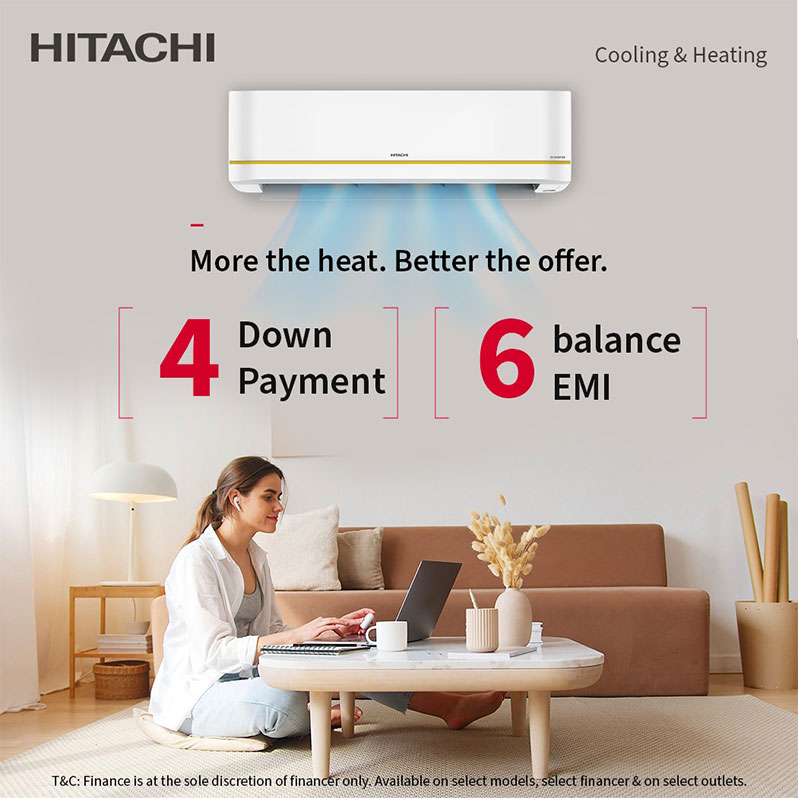 HITACHI
Cooling & Heating
HITACHI
More the heat. Better the offer.
4 Down
Payment
6 balance
EMI
T&C: Finance is at the sole discretion of financer only. Available on select models, select financer & on select outlets.